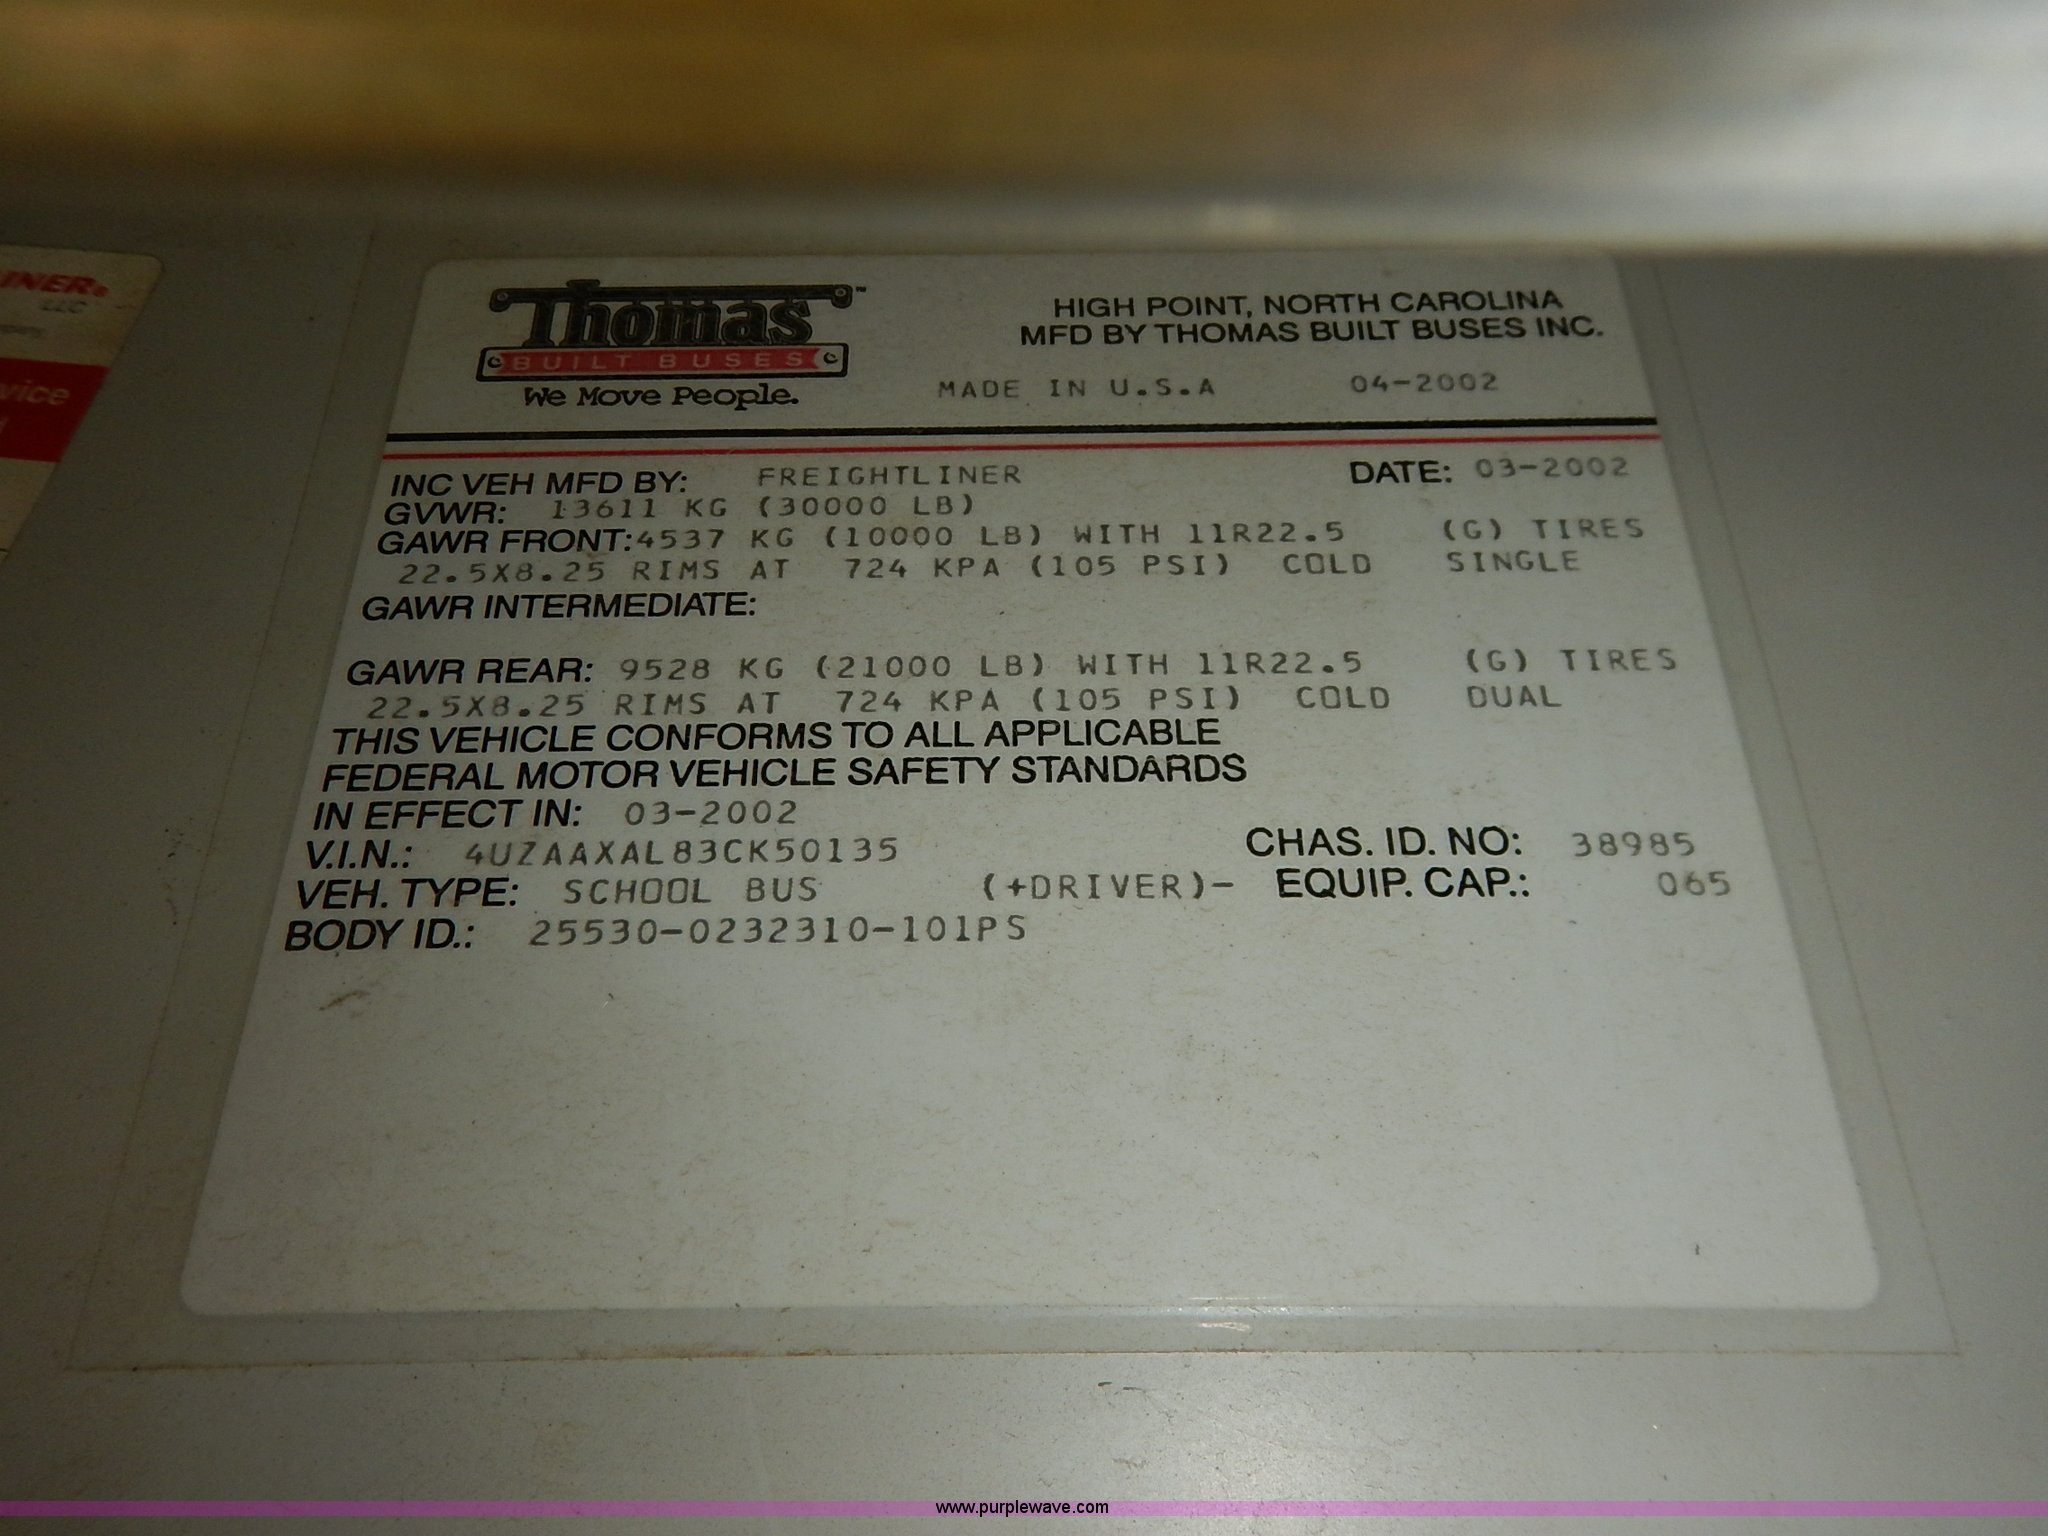 INER®
LLC
vice
Thomas™
BUILT BUSES
We Move People.
HIGH POINT, NORTH CAROLINA
MFD BY THOMAS BUILT BUSES INC.
MADE IN U.S.A 04-2002
INC VEH MFD BY: FREIGHTLINER DATE: 03-2002
GVWR: 13611 KG (30000 LB)
GAWR FRONT:4537 KG (10000 LB) WITH 11R22.5 (G) TIRES
22.5X8.25 RIMS AT 724 KPA (105 PSI) COLD SINGLE
GAWR INTERMEDIATE:
GAWR REAR: 9528 KG (21000 LB) WITH 11R22.5 (G) TIRES
22.5X8.25 RIMS AT 724 KPA (105 PSI) COLD DUAL
THIS VEHICLE CONFORMS TO ALL APPLICABLE
FEDERAL MOTOR VEHICLE SAFETY STANDARDS
IN EFFECT IN: 03-2002
V.I.N.: 4UZAAXAL83CK50135 CHAS. ID. NO: 38985
VEH. TYPE: SCHOOL BUS (+DRIVER)- EQUIP. CAP.: 065
BODY ID.: 25530-0232310-101PS
www.purplewave.com